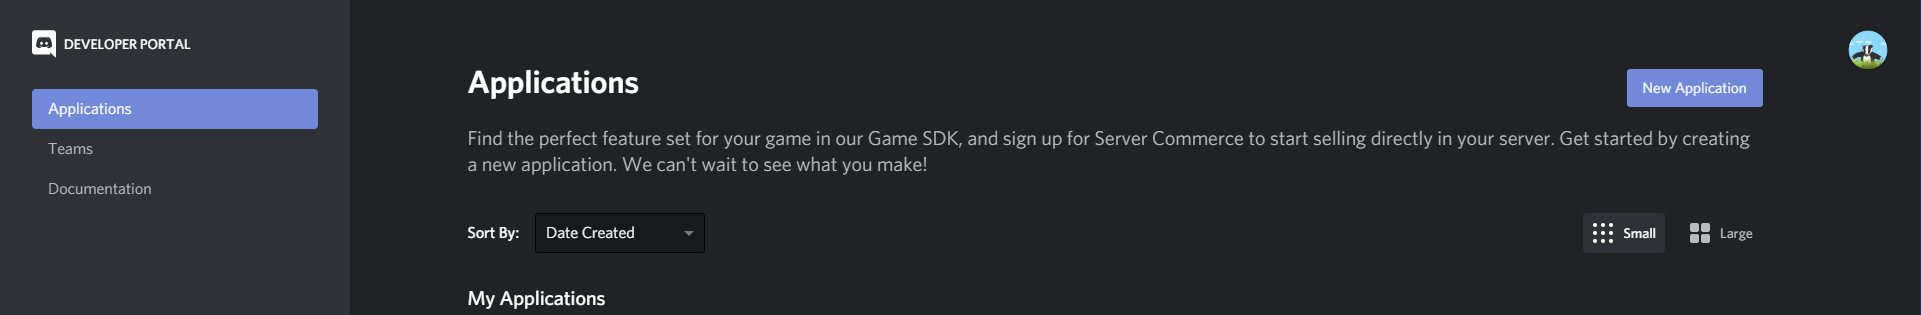 DEVELOPER PORTAL
Applications
Teams
Documentation
Applications
New Application
Find the perfect feature set for your game in our Game SDK, and sign up for Server Commerce to start selling directly in your server. Get started by creating
a new application. We can't wait to see what you make!
Sort By: Date Created
Small Large
My Applications